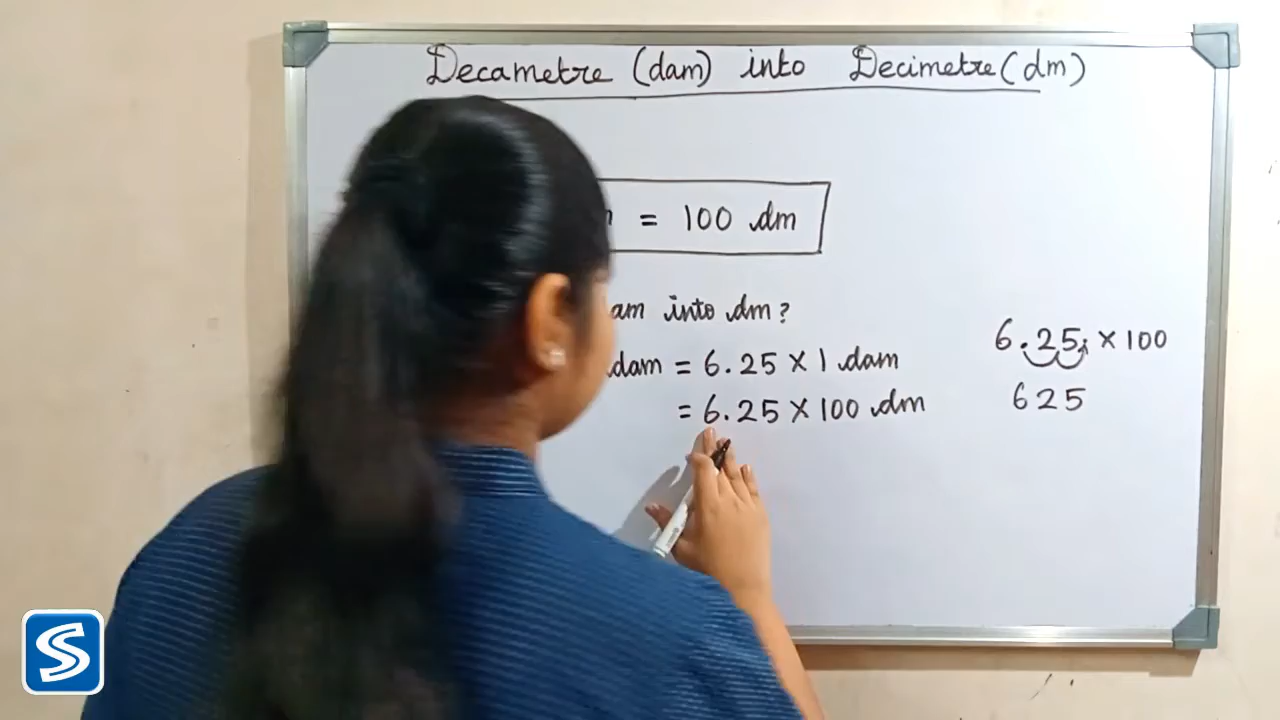 Decametre (dam) into Decimetre (dm)
= 100 dm
into dm?
dam = 6.25 × 1 dam
= 6.25 × 100 dm
6.25 × 100
625
S